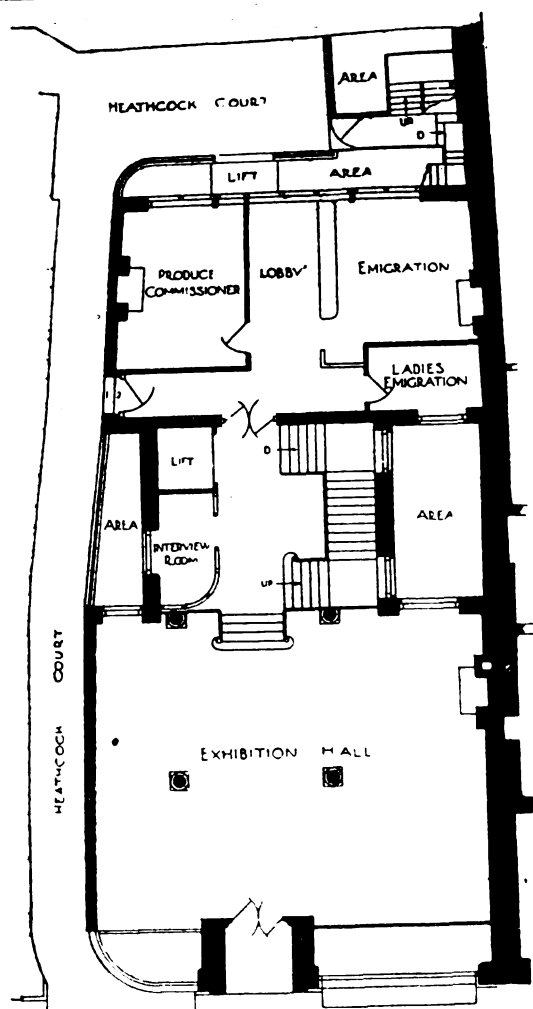 AREA
HEATHCOCK COURT
UP
D
LIFT
AREA
PRODUCE
COMMISSIONER
LOBBY
EMIGRATION
LADIES
EMIGRATION
D
LIFT
AREA
AREA
INTERVIEW
ROOM
UP
HEATHCOCK COURT
EXHIBITION HALL